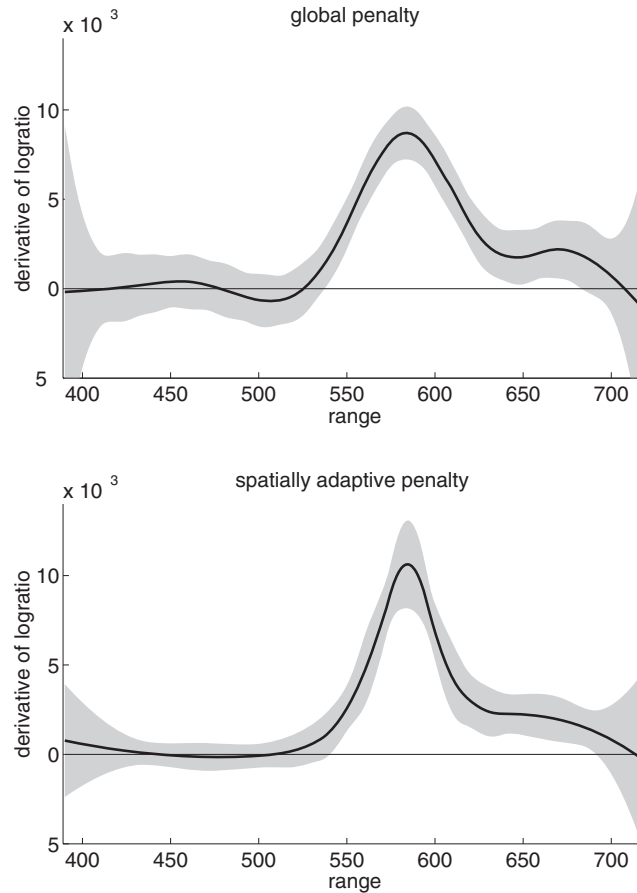 global penalty
x 10 3
derivative of logratio
10
5
0
5
400 450 500 550 600 650 700
range
spatially adaptive penalty
x 10 3
derivative of logratio
10
5
0
5
400 450 500 550 600 650 700
range